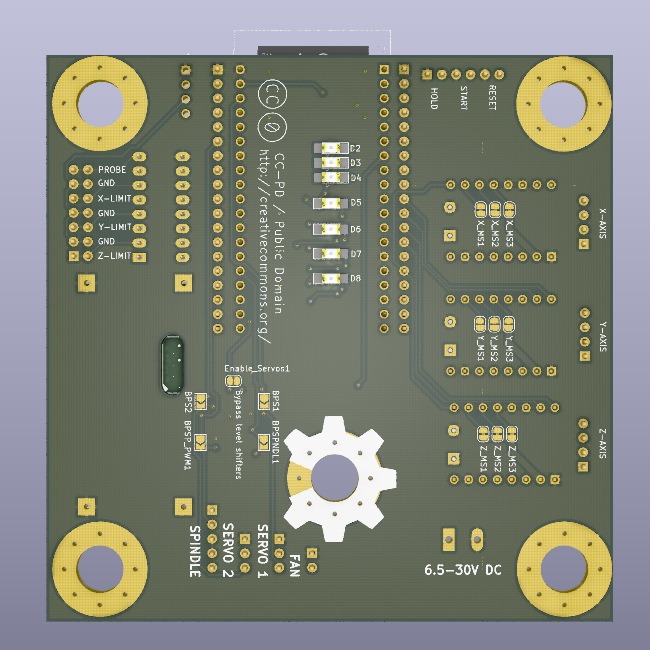 HOLD
START
RESET
CC
0
CC-PD / Public Domain
http://creativecommons.org/
D2
D3
D4
D5
D6
D7
D8
PROBE
GND
X-LIMIT
GND
Y-LIMIT
GND
Z-LIMIT
X_MS1
X_MS2
X_MS3
X-AXIS
Y_MS1
Y_MS2
Y_MS3
Y-AXIS
Z_MS1
Z_MS2
Z_MS3
Z-AXIS
Enable_Servos1
Bypass level shifters
BPS2
BPS1
BPSP_PWM1
BPSPNDL1
SPINDLE
SERVO 2
SERVO 1
FAN
6.5-30V DC